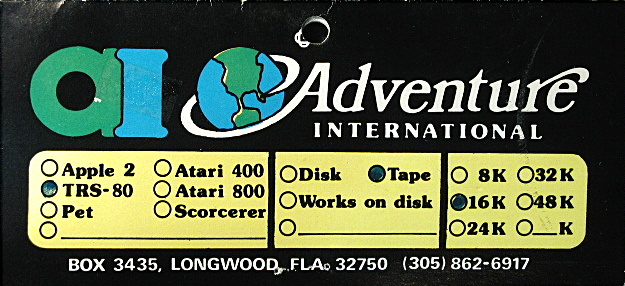 aI Adventure
INTERNATIONAL
Apple 2
TRS-80
Pet
Atari 400
Atari 800
Scorcerer
Disk
Tape
Works on disk
8K
16K
24K
32K
48K
__K
BOX 3435, LONGWOOD, FLA. 32750 (305) 862-6917